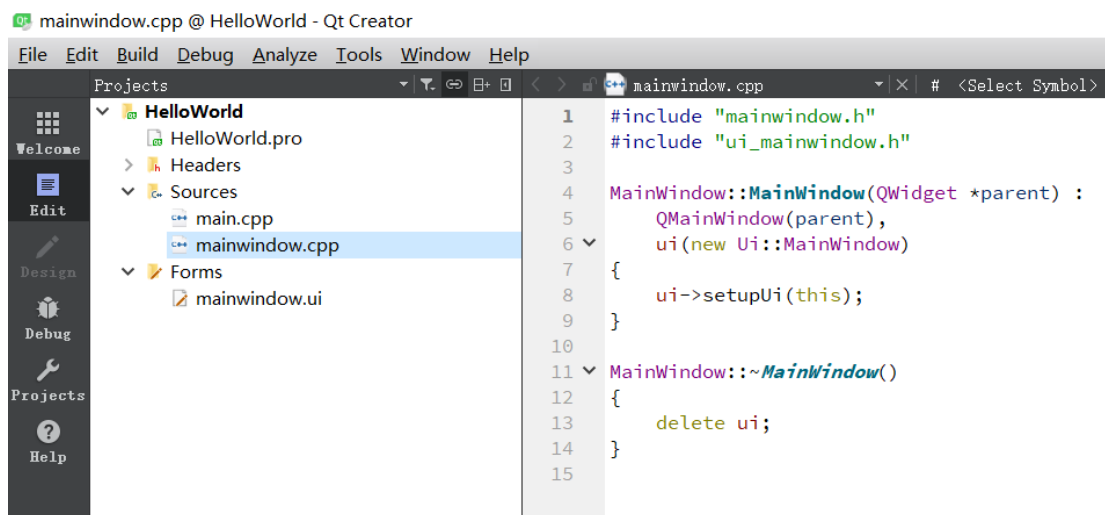 mainwindow.cpp @ HelloWorld - Qt Creator
File Edit Build Debug Analyze Tools Window Help
Projects
mainwindow.cpp # <Select Symbol>
Welcome
Edit
Design
Debug
Projects
Help
HelloWorld
HelloWorld.pro
Headers
Sources
main.cpp
mainwindow.cpp
Forms
mainwindow.ui
1 #include "mainwindow.h"
2 #include "ui_mainwindow.h"
3
4 MainWindow::MainWindow(QWidget *parent) :
5     QMainWindow(parent),
6     ui(new Ui::MainWindow)
7 {
8     ui->setupUi(this);
9 }
10
11 MainWindow::~MainWindow()
12 {
13     delete ui;
14 }
15